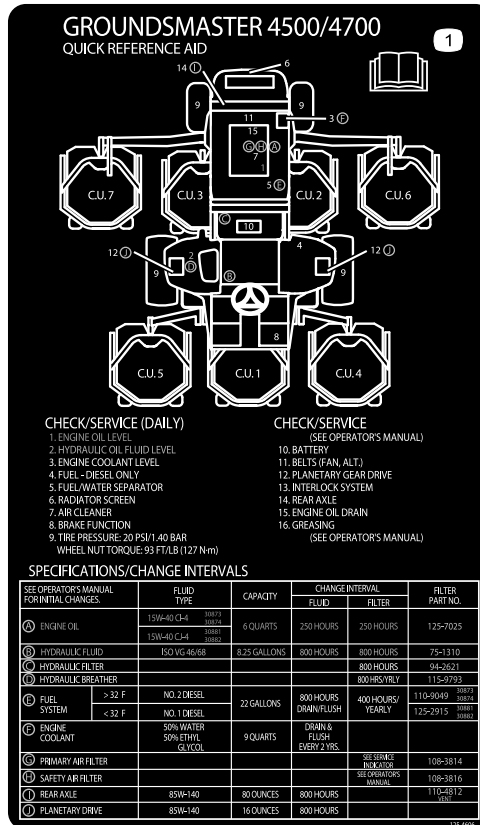 GROUNDSMASTER 4500/4700
QUICK REFERENCE AID
1
6
14 I
9
9
11
3 F
15
G H A
7
1
5 E
C.U. 7
C.U. 3
C.U. 2
C.U. 6
C
10
12 J
2
D
4
12 J
9
9
B
8
C.U. 5
C.U. 1
C.U. 4
CHECK/SERVICE (DAILY)
1. ENGINE OIL LEVEL
2. HYDRAULIC OIL FLUID LEVEL
3. ENGINE COOLANT LEVEL
4. FUEL - DIESEL ONLY
5. FUEL/WATER SEPARATOR
6. RADIATOR SCREEN
7. AIR CLEANER
8. BRAKE FUNCTION
9. TIRE PRESSURE: 20 PSI/1.40 BAR
WHEEL NUT TORQUE: 93 FT/LB (127 N·m)
CHECK/SERVICE
(SEE OPERATOR'S MANUAL)
10. BATTERY
11. BELTS (FAN, ALT.)
12. PLANETARY GEAR DRIVE
13. INTERLOCK SYSTEM
14. REAR AXLE
15. ENGINE OIL DRAIN
16. GREASING
(SEE OPERATOR'S MANUAL)
SPECIFICATIONS/CHANGE INTERVALS
SEE OPERATOR'S MANUAL FOR INITIAL CHANGES. FLUID TYPE CAPACITY CHANGE INTERVAL FLUID FILTER FILTER PART NO.
A ENGINE OIL 15W-40 CI-4 30873 30874 15W-40 CJ-4 30881 30882 6 QUARTS 250 HOURS 250 HOURS 125-7025
B HYDRAULIC FLUID ISO VG 46/68 8.25 GALLONS 800 HOURS 800 HOURS 75-1310
C HYDRAULIC FILTER 800 HOURS 94-2621
D HYDRAULIC BREATHER 800 HRS/YRLY 115-9793
E FUEL SYSTEM > 32 F NO. 2 DIESEL < 32 F NO. 1 DIESEL 22 GALLONS 800 HOURS DRAIN/FLUSH 400 HOURS/ YEARLY 110-9049 30873 30874 125-2915 30881 30882
F ENGINE COOLANT 50% WATER 50% ETHYL GLYCOL 9 QUARTS DRAIN & FLUSH EVERY 2 YRS.
G PRIMARY AIR FILTER SEE SERVICE INDICATOR 108-3814
H SAFETY AIR FILTER SEE OPERATOR'S MANUAL 108-3816
I REAR AXLE 85W-140 80 OUNCES 800 HOURS 110-4812 VENT
J PLANETARY DRIVE 85W-140 16 OUNCES 800 HOURS
125-4606